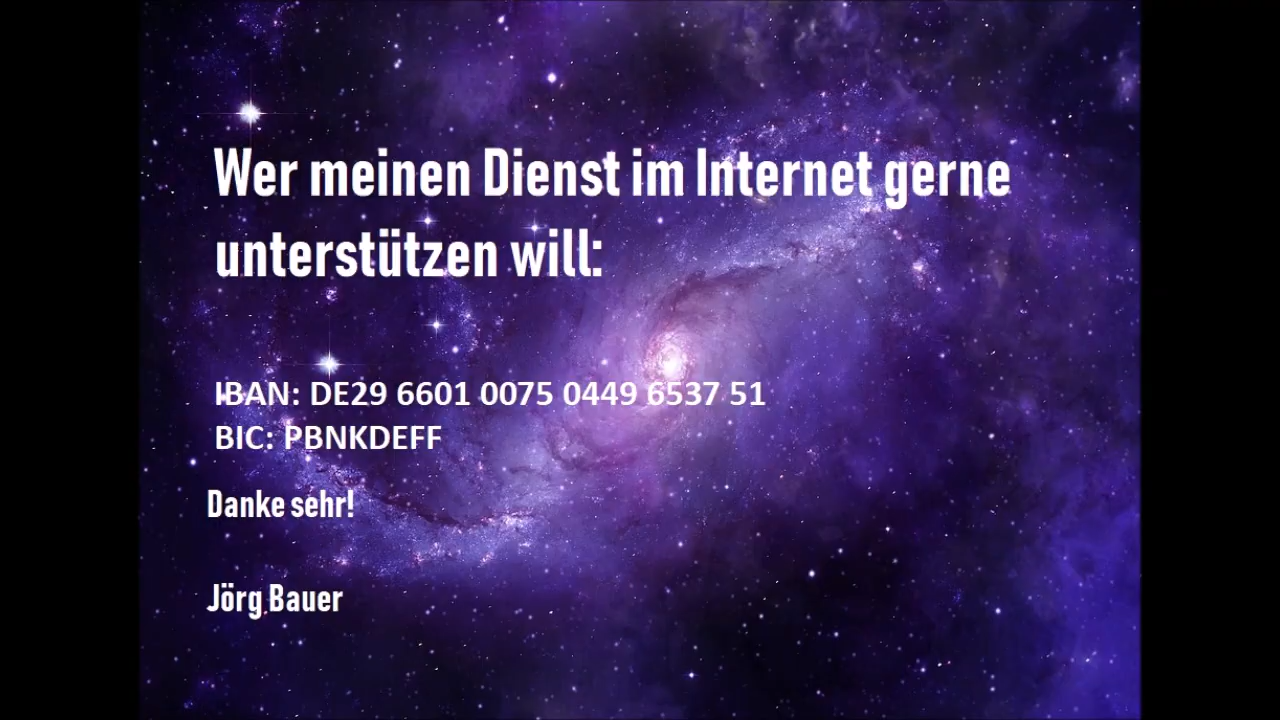 Wer meinen Dienst im Internet gerne
unterstützen will:
IBAN: DE29 6601 0075 0449 6537 51
BIC: PBNKDEFF
Danke sehr!
Jörg Bauer